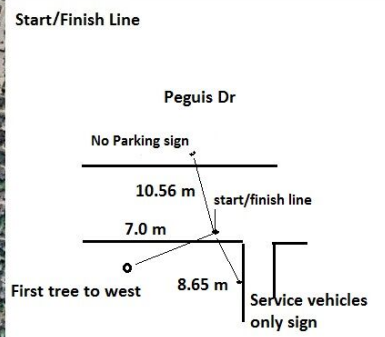 Start/Finish Line
Peguis Dr
No Parking sign
10.56 m
start/finish line
7.0 m
First tree to west
8.65 m
Service vehicles
only sign